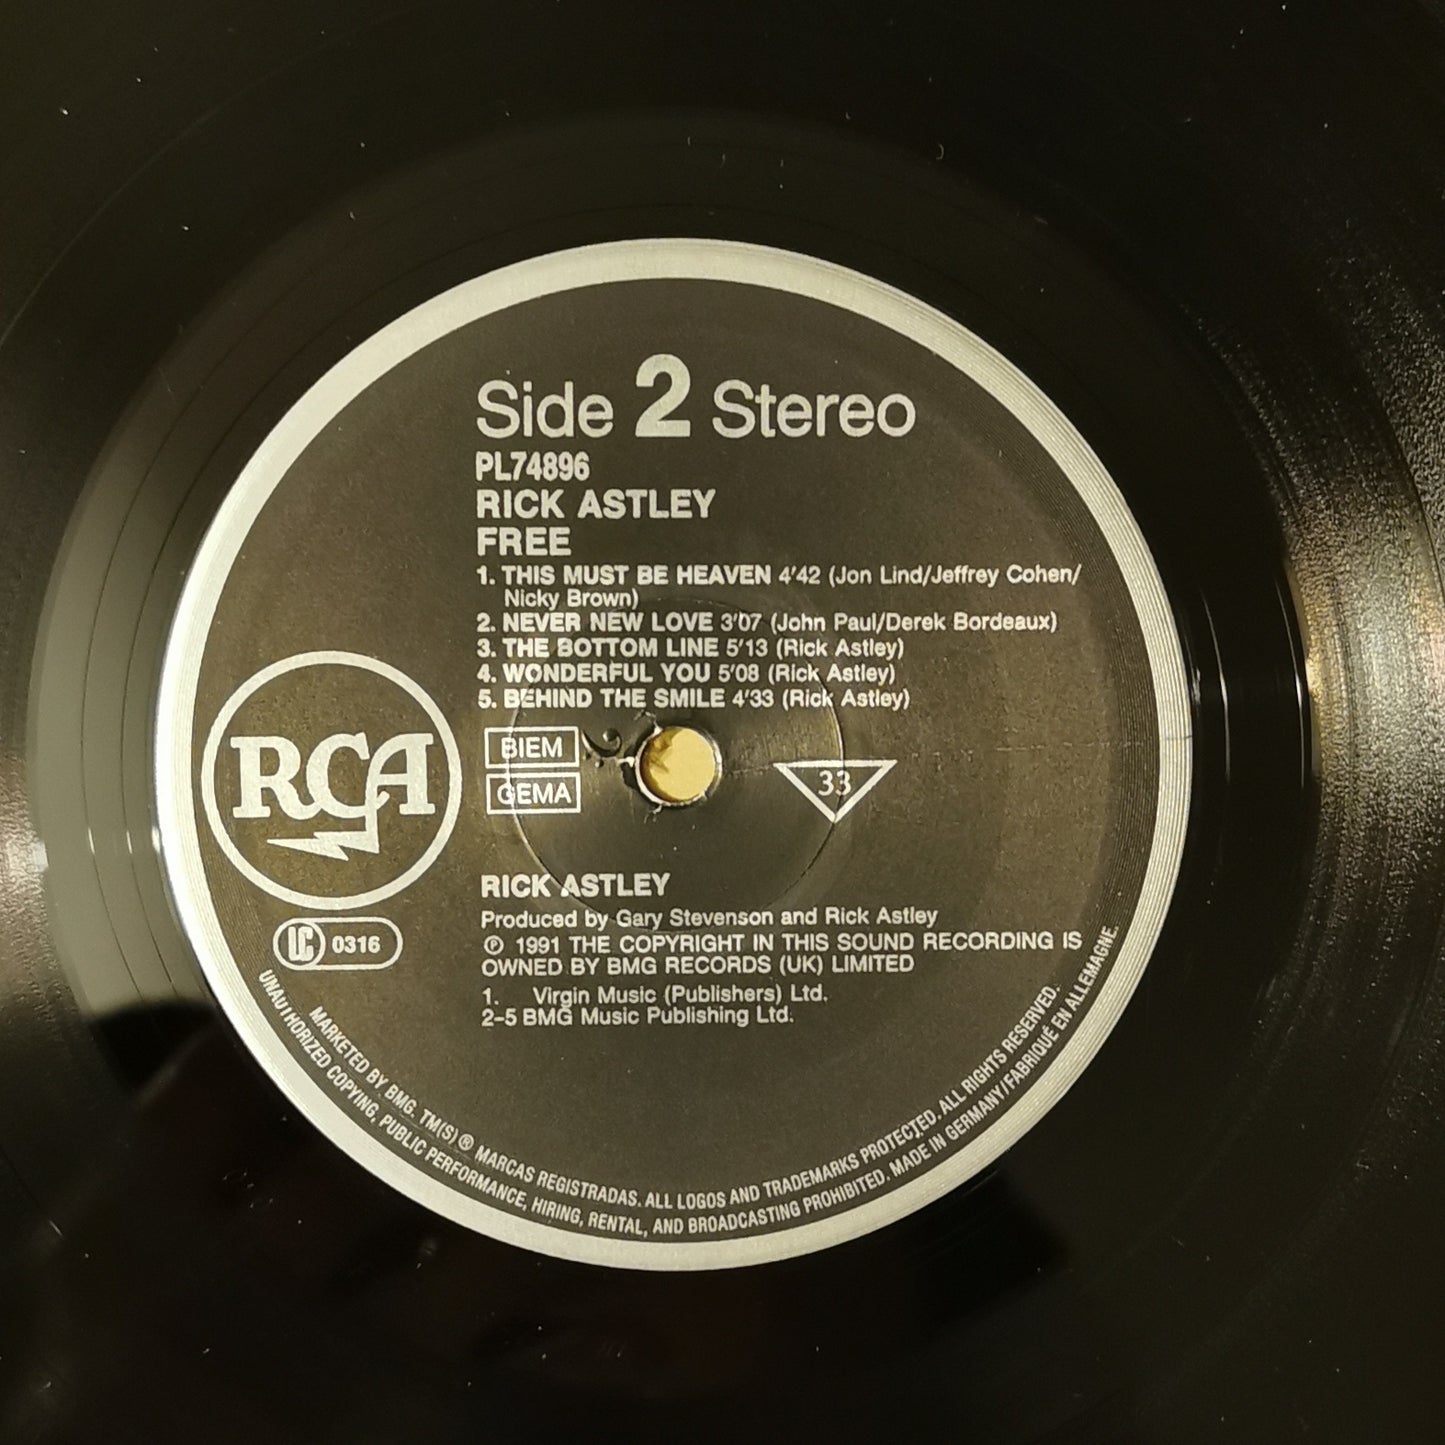 Side 2 Stereo
PL74896
RICK ASTLEY
FREE
1. THIS MUST BE HEAVEN 4'42 (Jon Lind/Jeffrey Cohen/
Nicky Brown)
2. NEVER NEW LOVE 3'07 (John Paul/Derek Bordeaux)
3. THE BOTTOM LINE 5'13 (Rick Astley)
4. WONDERFUL YOU 5'08 (Rick Astley)
5. BEHIND THE SMILE 4'33 (Rick Astley)
RCA
BIEM
GEMA
33
LC 0316
RICK ASTLEY
Produced by Gary Stevenson and Rick Astley
℗ 1991 THE COPYRIGHT IN THIS SOUND RECORDING IS
OWNED BY BMG RECORDS (UK) LIMITED
1. Virgin Music (Publishers) Ltd.
2-5 BMG Music Publishing Ltd.
MARKETED BY BMG. TM(S)® MARCAS REGISTRADAS. ALL LOGOS AND TRADEMARKS PROTECTED. ALL RIGHTS RESERVED.
UNAUTHORIZED COPYING, PUBLIC PERFORMANCE, HIRING, RENTAL, AND BROADCASTING PROHIBITED. MADE IN GERMANY/FABRIQUÉ EN ALLEMAGNE.